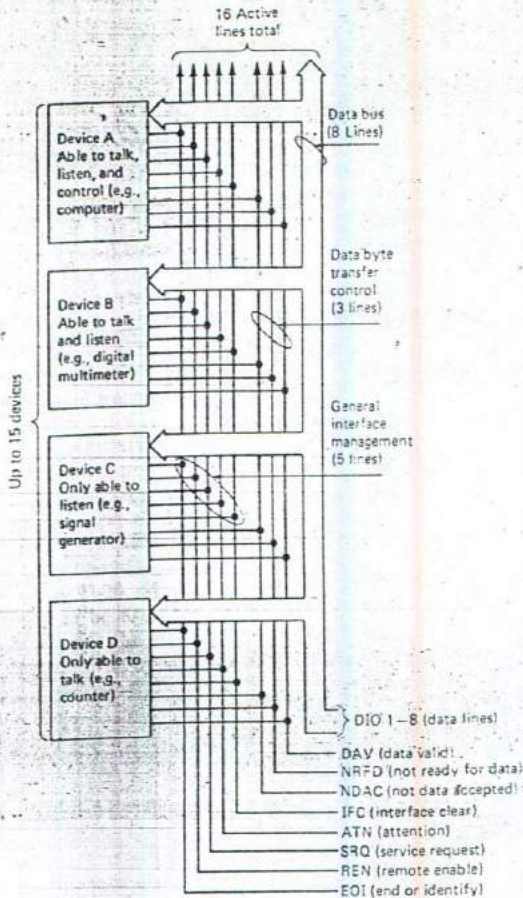 16 Active
lines total
Device A
Able to talk,
listen, and
control (e.g.,
computer)
Data bus
(8 Lines)
Device B
Able to talk
and listen
(e.g., digital
multimeter)
Data byte
transfer
control
(3 lines)
Up to 15 devices
General
interface
management
(5 lines)
Device C
Only able to
listen (e.g.,
signal
generator)
Device D
Only able to
talk (e.g.,
counter)
DIO 1–8 (data lines)
DAV (data valid)
NRFD (not ready for data)
NDAC (not data accepted)
IFC (interface clear)
ATN (attention)
SRQ (service request)
REN (remote enable)
EOI (end or identify)